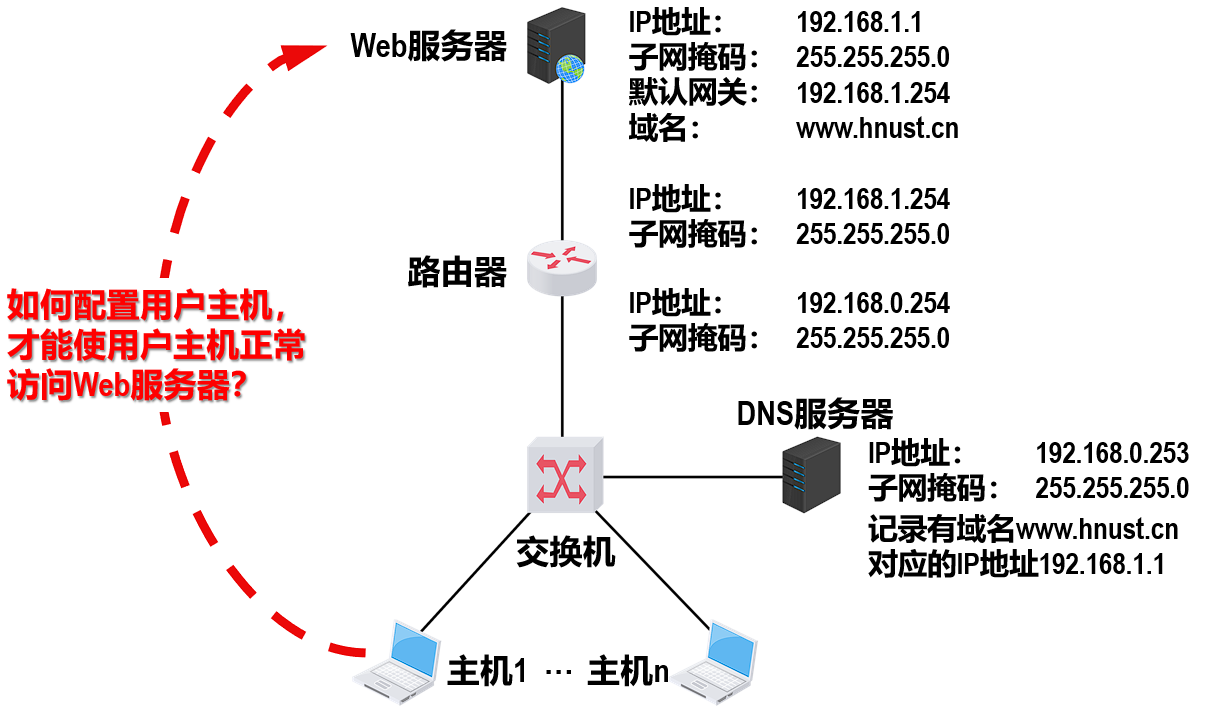 Web服务器
IP地址： 192.168.1.1
子网掩码： 255.255.255.0
默认网关： 192.168.1.254
域名： www.hnust.cn
IP地址： 192.168.1.254
子网掩码： 255.255.255.0
路由器
IP地址： 192.168.0.254
子网掩码： 255.255.255.0
如何配置用户主机，
才能使用户主机正常
访问Web服务器？
DNS服务器
IP地址： 192.168.0.253
子网掩码： 255.255.255.0
记录有域名www.hnust.cn
对应的IP地址192.168.1.1
交换机
主机1 … 主机n